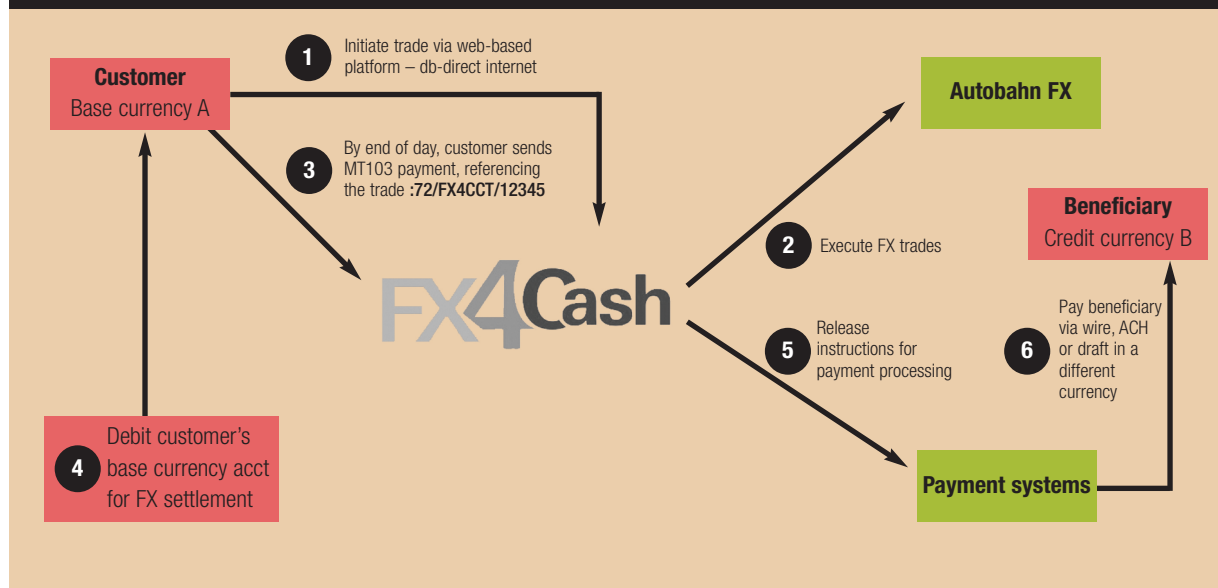 1
Initiate trade via web-based
platform – db-direct internet
Customer
Base currency A
3
By end of day, customer sends
MT103 payment, referencing
the trade :72/FX4CCT/12345
Autobahn FX
2
Execute FX trades
Beneficiary
Credit currency B
FX4Cash
5
Release
instructions for
payment processing
6
Pay beneficiary
via wire, ACH
or draft in a
different
currency
4
Debit customer’s
base currency acct
for FX settlement
Payment systems